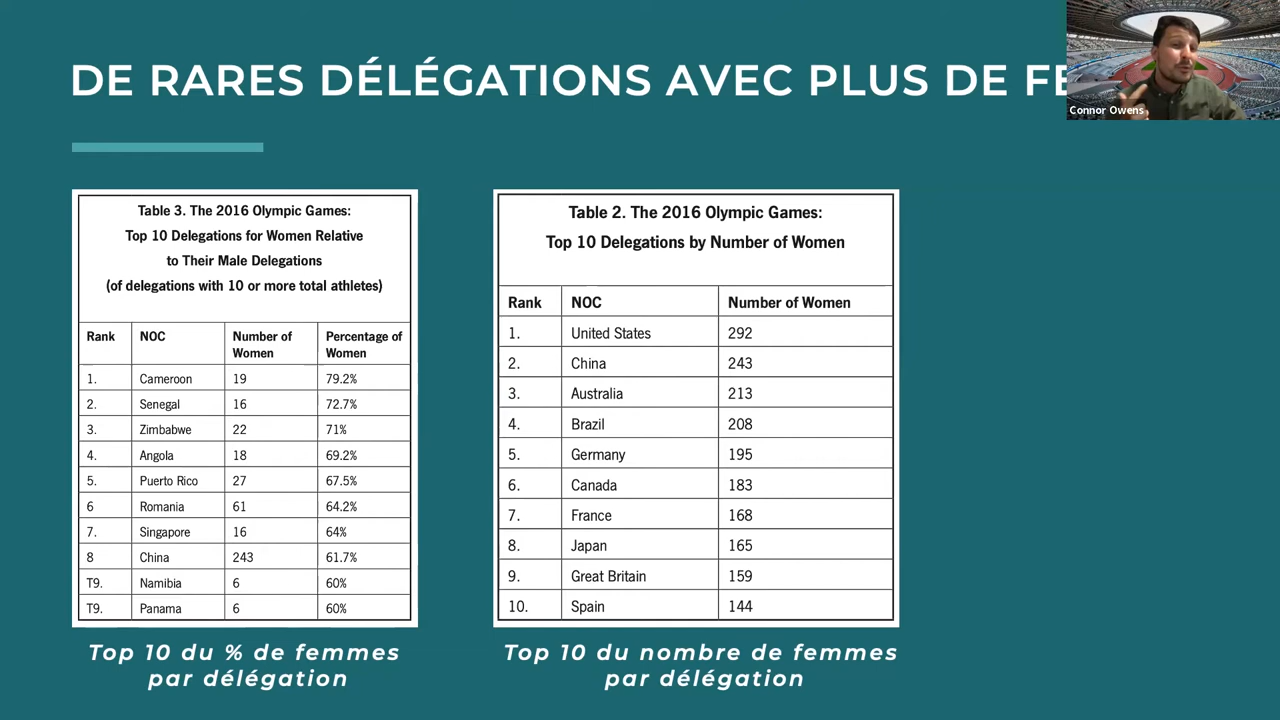 DE RARES DÉLÉGATIONS AVEC PLUS DE
Connor Owens
Table 3. The 2016 Olympic Games:
Top 10 Delegations for Women Relative
to Their Male Delegations
(of delegations with 10 or more total athletes)
Rank NOC Number of Women Percentage of Women
1. Cameroon 19 79.2%
2. Senegal 16 72.7%
3. Zimbabwe 22 71%
4. Angola 18 69.2%
5. Puerto Rico 27 67.5%
6 Romania 61 64.2%
7. Singapore 16 64%
8 China 243 61.7%
T9. Namibia 6 60%
T9. Panama 6 60%
Top 10 du % de femmes
par délégation
Table 2. The 2016 Olympic Games:
Top 10 Delegations by Number of Women
Rank NOC Number of Women
1. United States 292
2. China 243
3. Australia 213
4. Brazil 208
5. Germany 195
6. Canada 183
7. France 168
8. Japan 165
9. Great Britain 159
10. Spain 144
Top 10 du nombre de femmes
par délégation